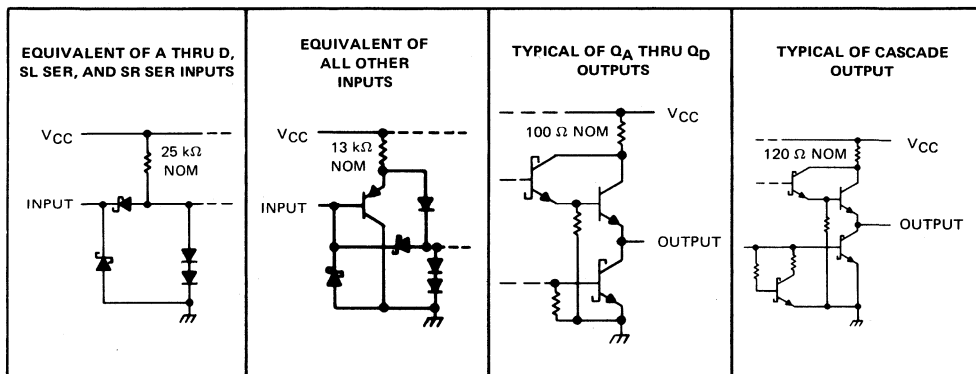 EQUIVALENT OF A THRU D,
SL SER, AND SR SER INPUTS
VCC
25 kΩ
NOM
INPUT
EQUIVALENT OF
ALL OTHER
INPUTS
VCC
13 kΩ
NOM
INPUT
TYPICAL OF QA THRU QD
OUTPUTS
VCC
100 Ω NOM
OUTPUT
TYPICAL OF CASCADE
OUTPUT
VCC
120 Ω NOM
OUTPUT